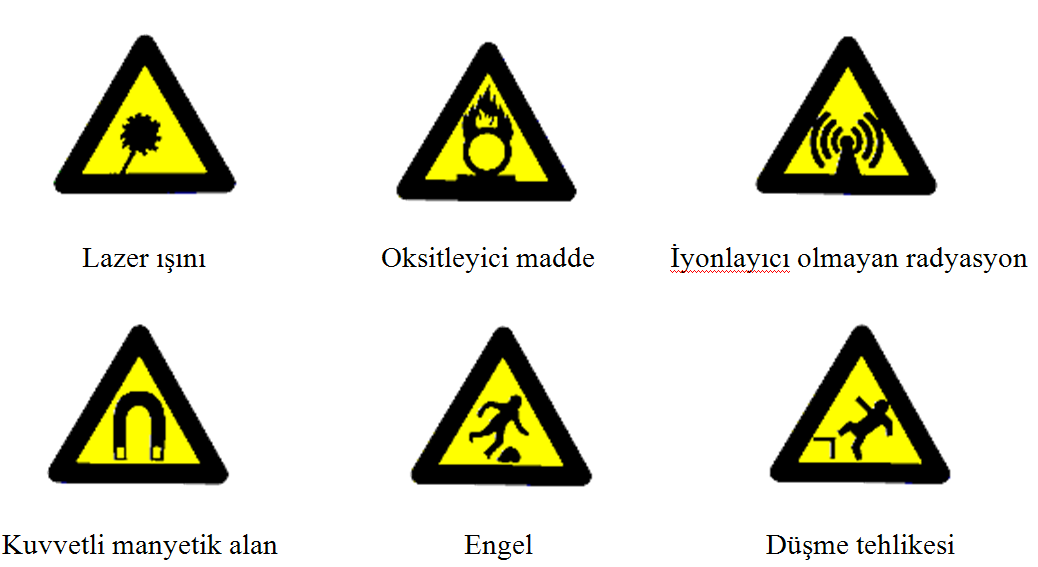 Lazer ışını
Oksitleyici madde
İyonlayıcı olmayan radyasyon
Kuvvetli manyetik alan
Engel
Düşme tehlikesi